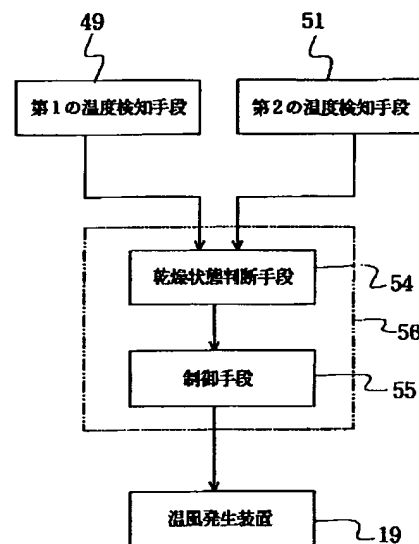 49
51
第1の温度検知手段
第2の温度検知手段
乾燥状態判断手段
54
56
制御手段
55
温風発生装置
19